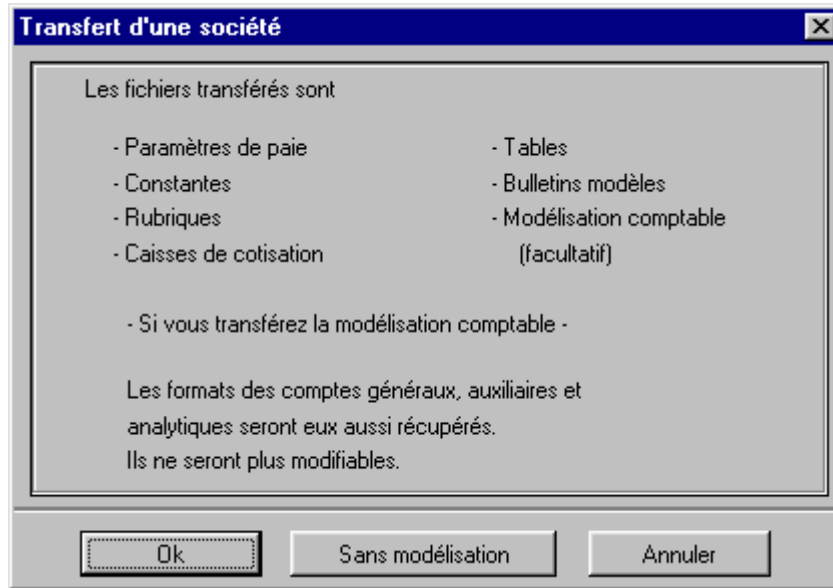 Transfert d'une société
Les fichiers transférés sont
- Paramètres de paie
- Constantes
- Rubriques
- Caisses de cotisation
- Tables
- Bulletins modèles
- Modélisation comptable
(facultatif)
- Si vous transférez la modélisation comptable -
Les formats des comptes généraux, auxiliaires et
analytiques seront eux aussi récupérés.
Ils ne seront plus modifiables.
Ok
Sans modélisation
Annuler